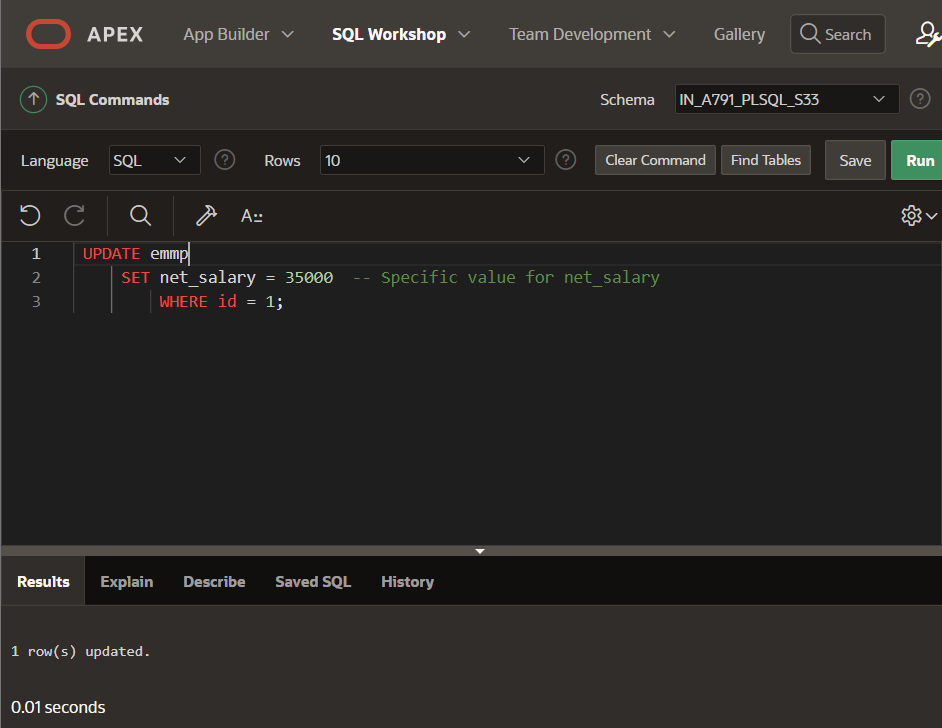 APEX App Builder SQL Workshop Team Development Gallery Search
SQL Commands Schema IN_A791_PLSQL_S33 ?
Language SQL ? Rows 10 ? Clear Command Find Tables Save Run
A::
1 UPDATE emmp
2 SET net_salary = 35000 -- Specific value for net_salary
3 WHERE id = 1;
Results Explain Describe Saved SQL History
1 row(s) updated.
0.01 seconds